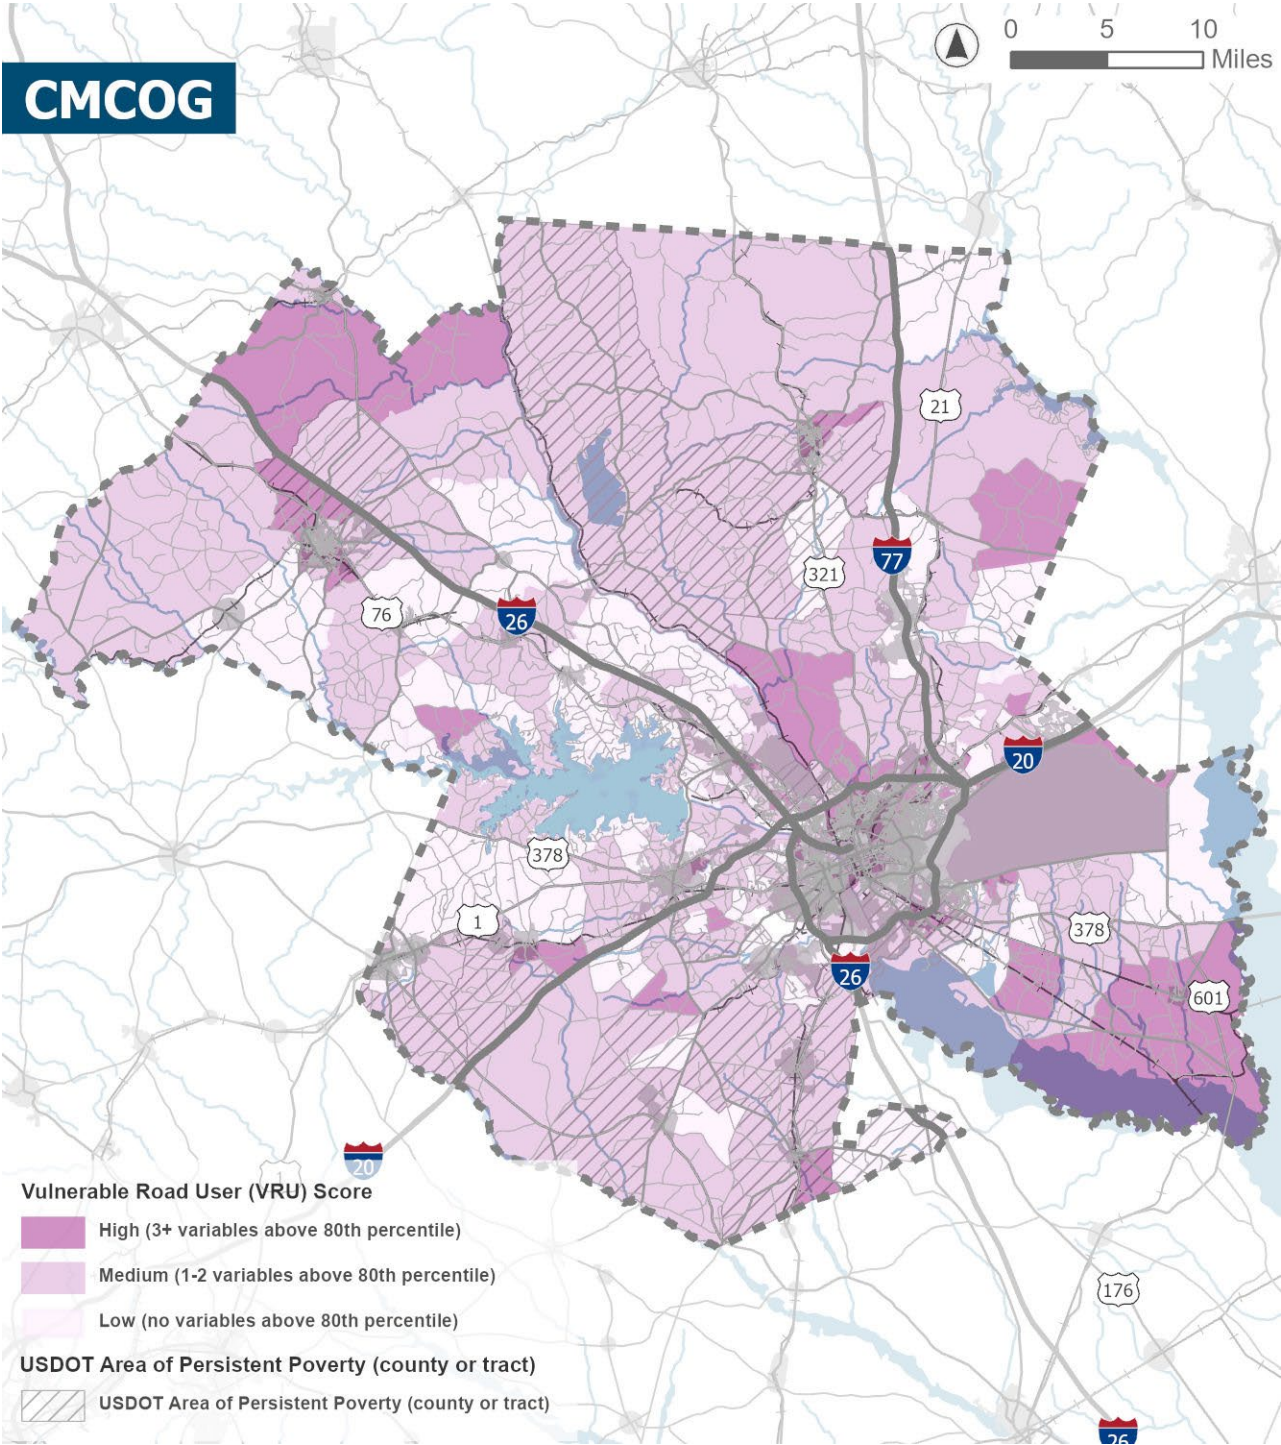 0 5 10
Miles
CMCOG
21
77
321
76
26
20
378
1
378
26
601
20
1
Vulnerable Road User (VRU) Score
High (3+ variables above 80th percentile)
Medium (1-2 variables above 80th percentile)
Low (no variables above 80th percentile)
USDOT Area of Persistent Poverty (county or tract)
USDOT Area of Persistent Poverty (county or tract)
176
26